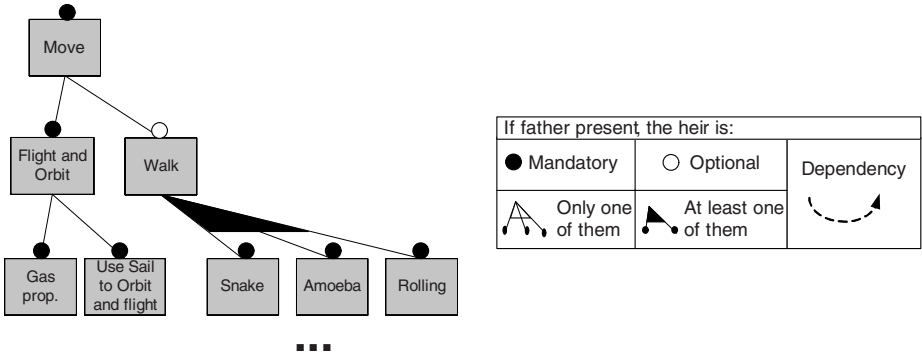 Move
Flight and
Orbit
Walk
Gas
prop.
Use Sail
to Orbit
and flight
Snake
Amoeba
Rolling
...
If father present, the heir is:
Mandatory
Optional
Dependency
Only one
of them
At least one
of them